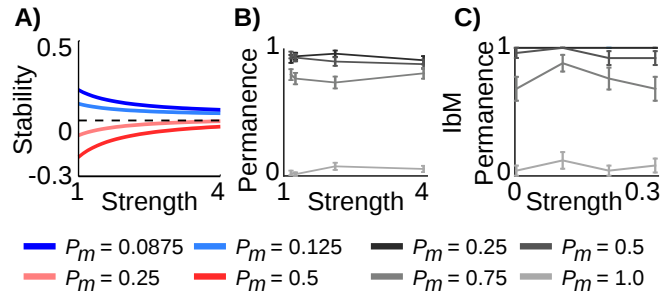 A)
0.5
0
-0.3
Stability
1
4
Strength
B)
1
0
Permanence
1
4
Strength
C)
1
0
IbM
Permanence
0
0.3
Strength
P_m = 0.0875
P_m = 0.125
P_m = 0.25
P_m = 0.5
P_m = 0.25
P_m = 0.5
P_m = 0.75
P_m = 1.0